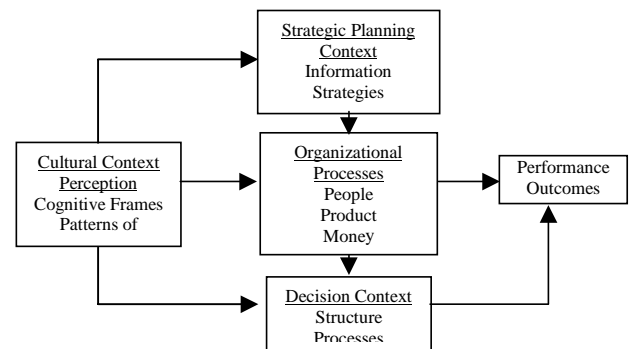 Strategic Planning
Context
Information
Strategies
Cultural Context
Perception
Cognitive Frames
Patterns of
Organizational
Processes
People
Product
Money
Performance
Outcomes
Decision Context
Structure
Processes